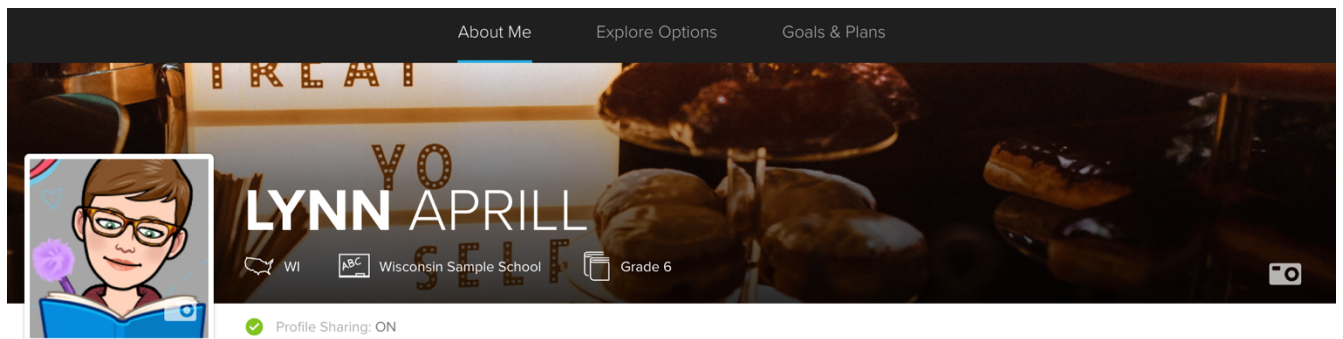 About Me Explore Options Goals & Plans
TREAT
YO
SELF
LYNN APRILL
WI ABC Wisconsin Sample School Grade 6
Profile Sharing: ON